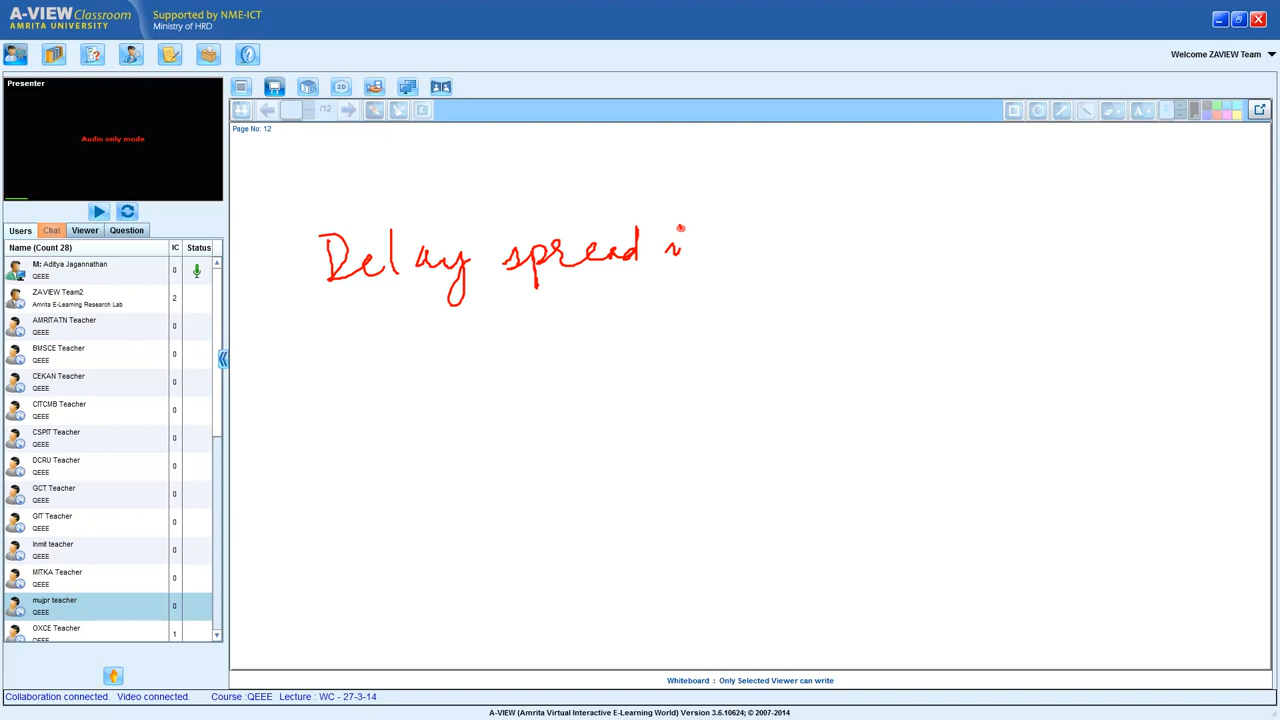 A-VIEW Classroom
AMRITA UNIVERSITY
Supported by NME-ICT
Ministry of HRD
Welcome ZAVIEW Team
Presenter
Audio only mode
/12
2D
A
2
Page No: 12
Delay spread i
Users Chat Viewer Question
Name (Count 28) IC Status
M: Aditya Jagannathan 0
QEEE
ZAVIEW Team2 2
Amrita E-Learning Research Lab
AMRITATN Teacher 0
QEEE
BMSCE Teacher 0
QEEE
CEKAN Teacher 0
QEEE
CITCMB Teacher 0
QEEE
CSPIT Teacher 0
QEEE
DCRU Teacher 0
QEEE
GCT Teacher 0
QEEE
GIT Teacher 0
QEEE
Inmit teacher 0
QEEE
MITKA Teacher 0
QEEE
mujpr teacher 0
QEEE
OXCE Teacher 1
QEEE
Whiteboard : Only Selected Viewer can write
Collaboration connected. Video connected. Course :QEEE Lecture : WC - 27-3-14
A-VIEW (Amrita Virtual Interactive E-Learning World) Version 3.6.10624; © 2007-2014